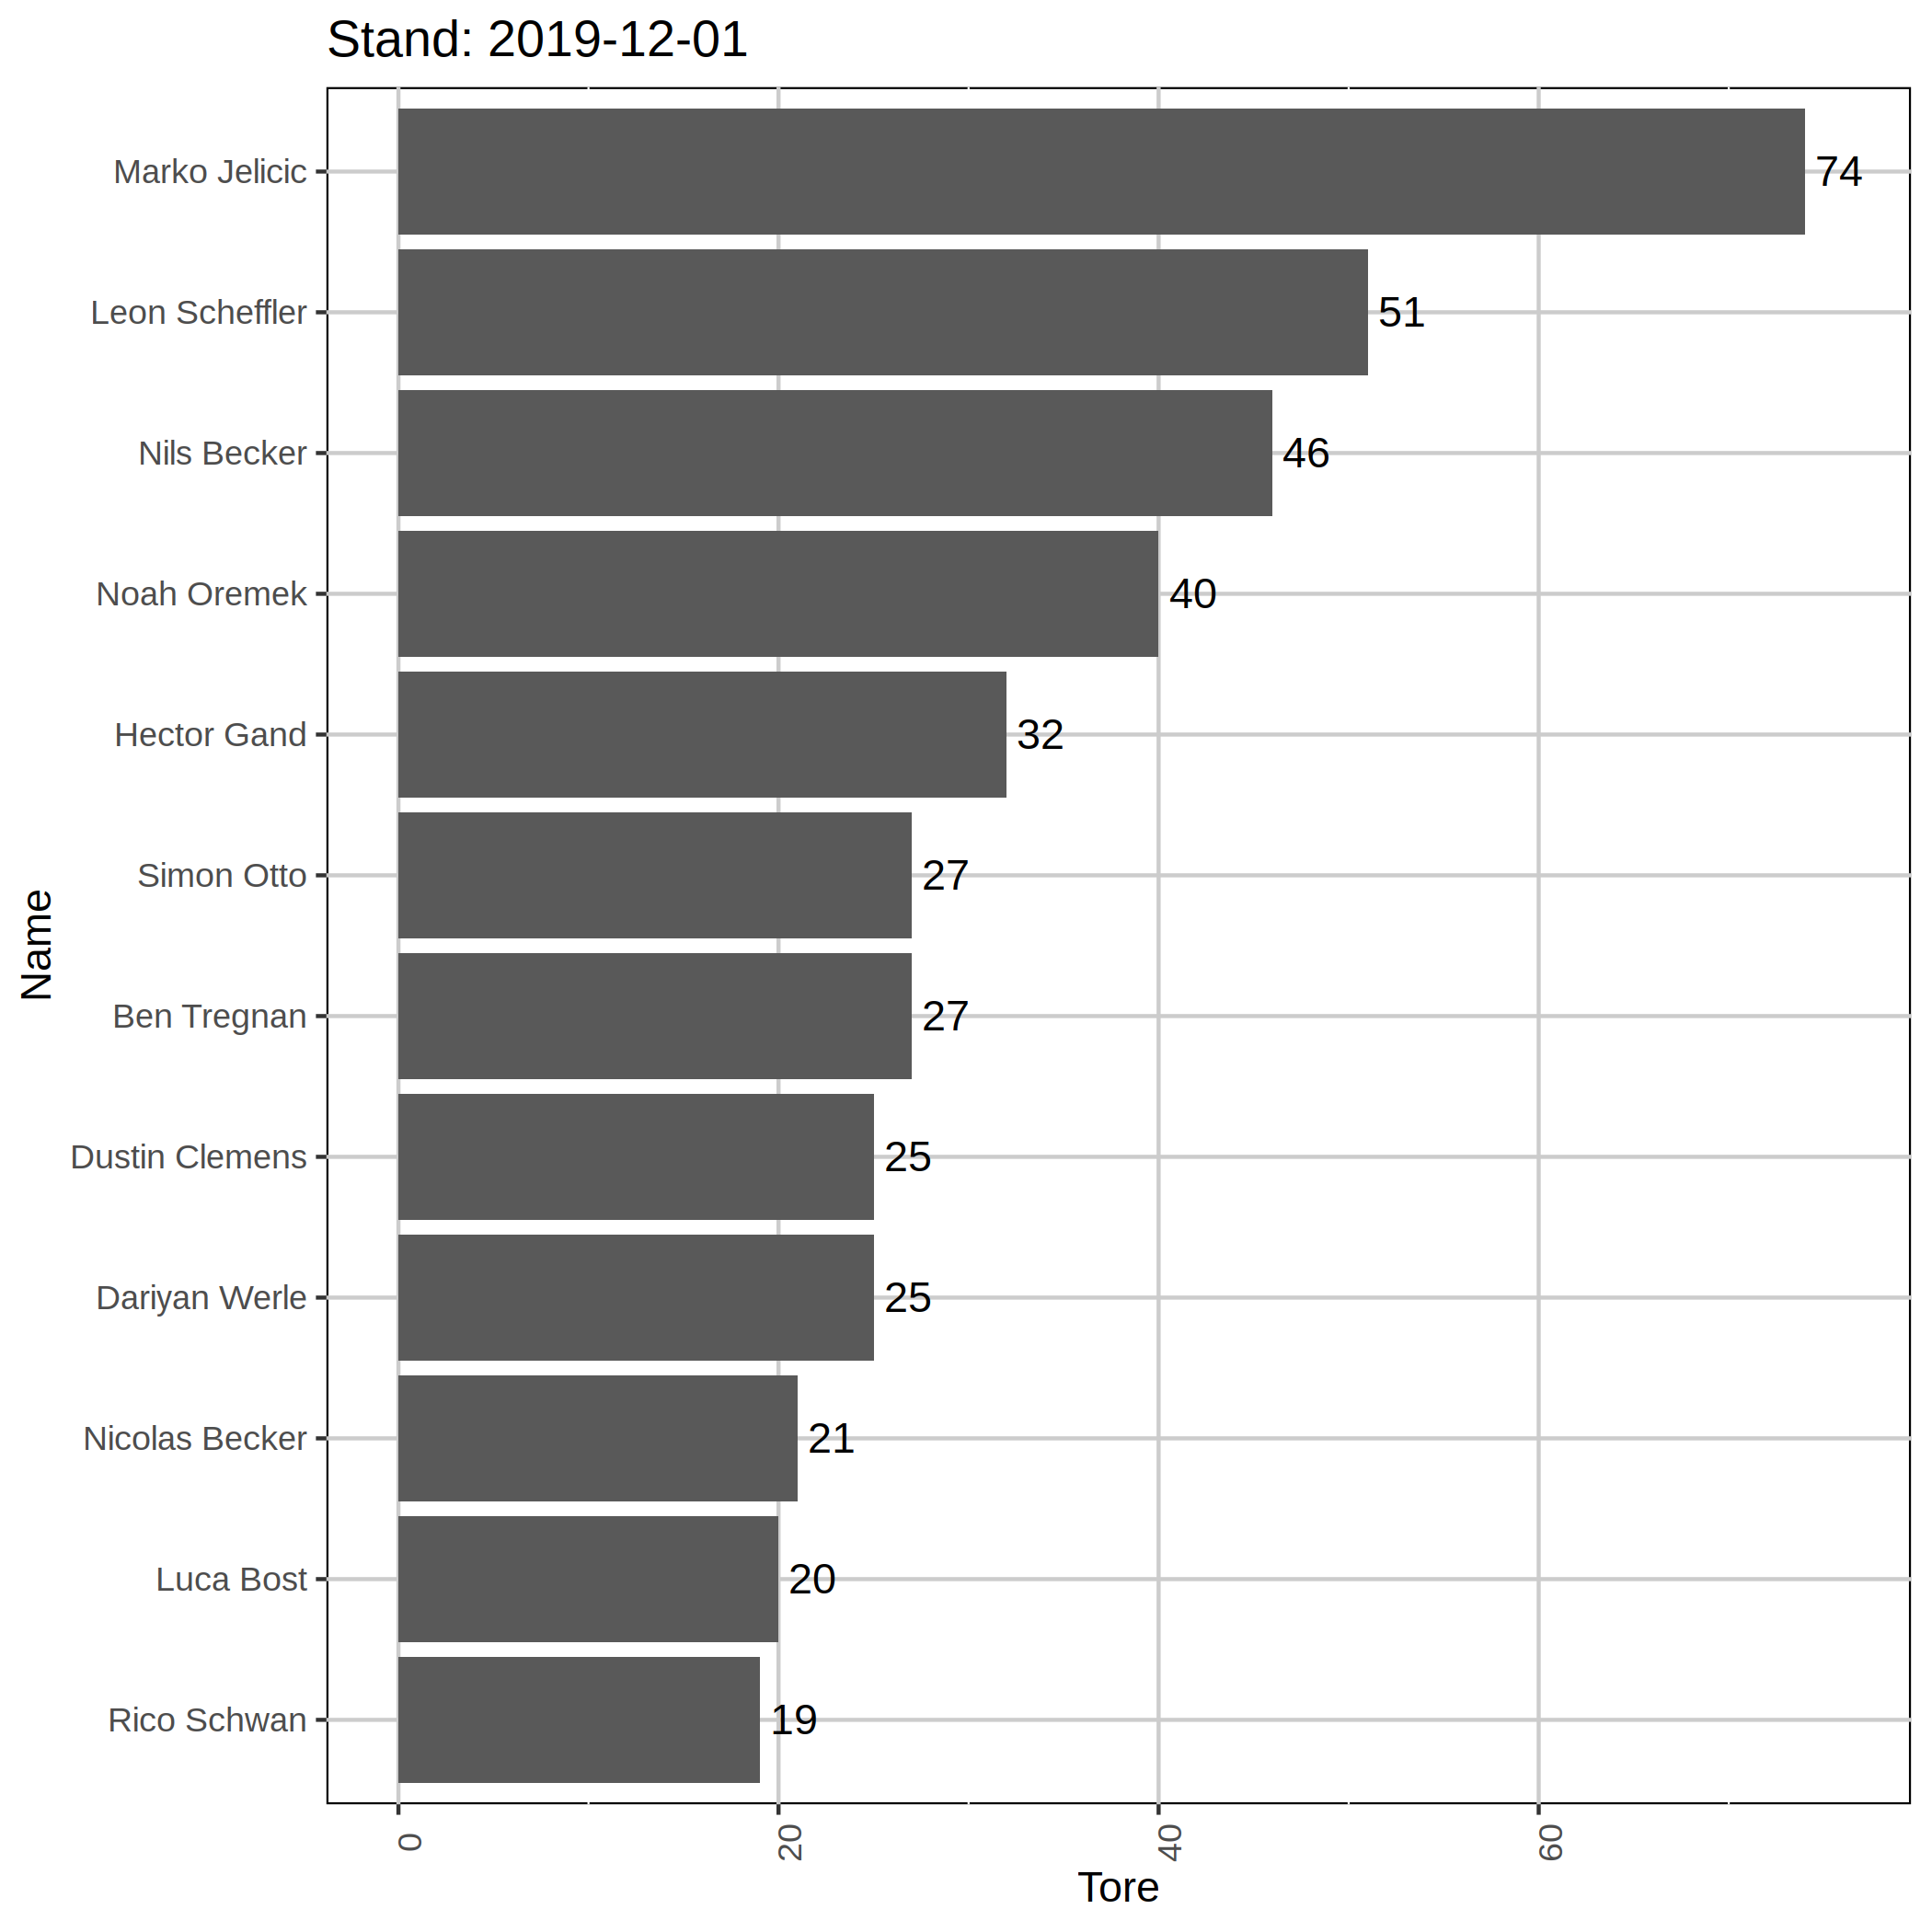 Stand: 2019-12-01
Marko Jelicic 74
Leon Scheffler 51
Nils Becker 46
Noah Oremek 40
Hector Gand 32
Simon Otto 27
Ben Tregnan 27
Dustin Clemens 25
Dariyan Werle 25
Nicolas Becker 21
Luca Bost 20
Rico Schwan 19
Name
0 20 40 60
Tore